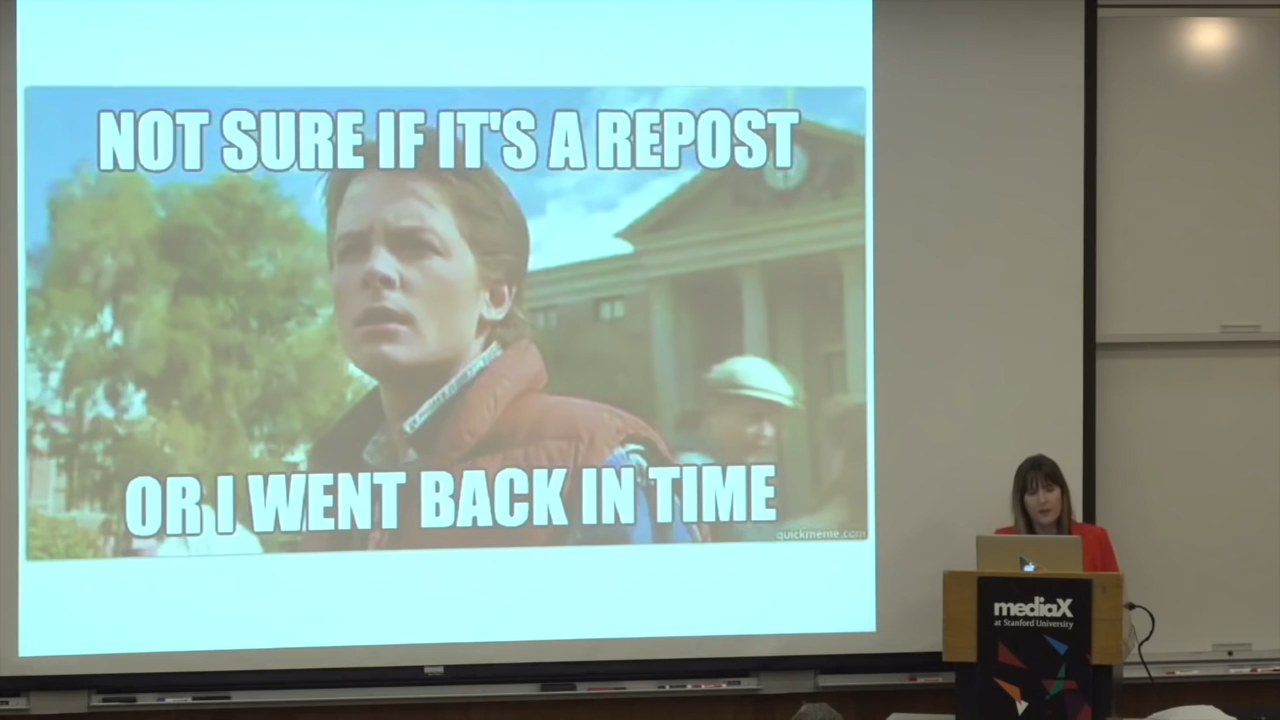 NOT SURE IF IT'S A REPOST
OR I WENT BACK IN TIME
quickmeme.com
mediaX
at Stanford University